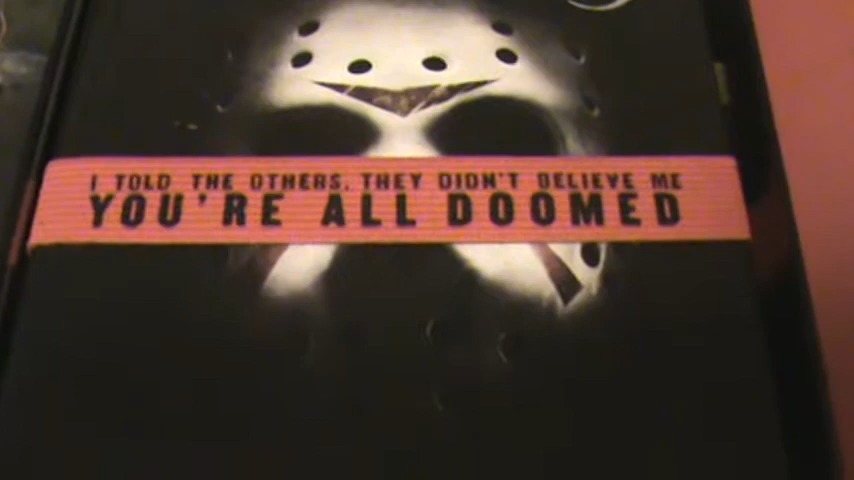 I TOLD THE OTHERS, THEY DIDN'T BELIEVE ME
YOU'RE ALL DOOMED